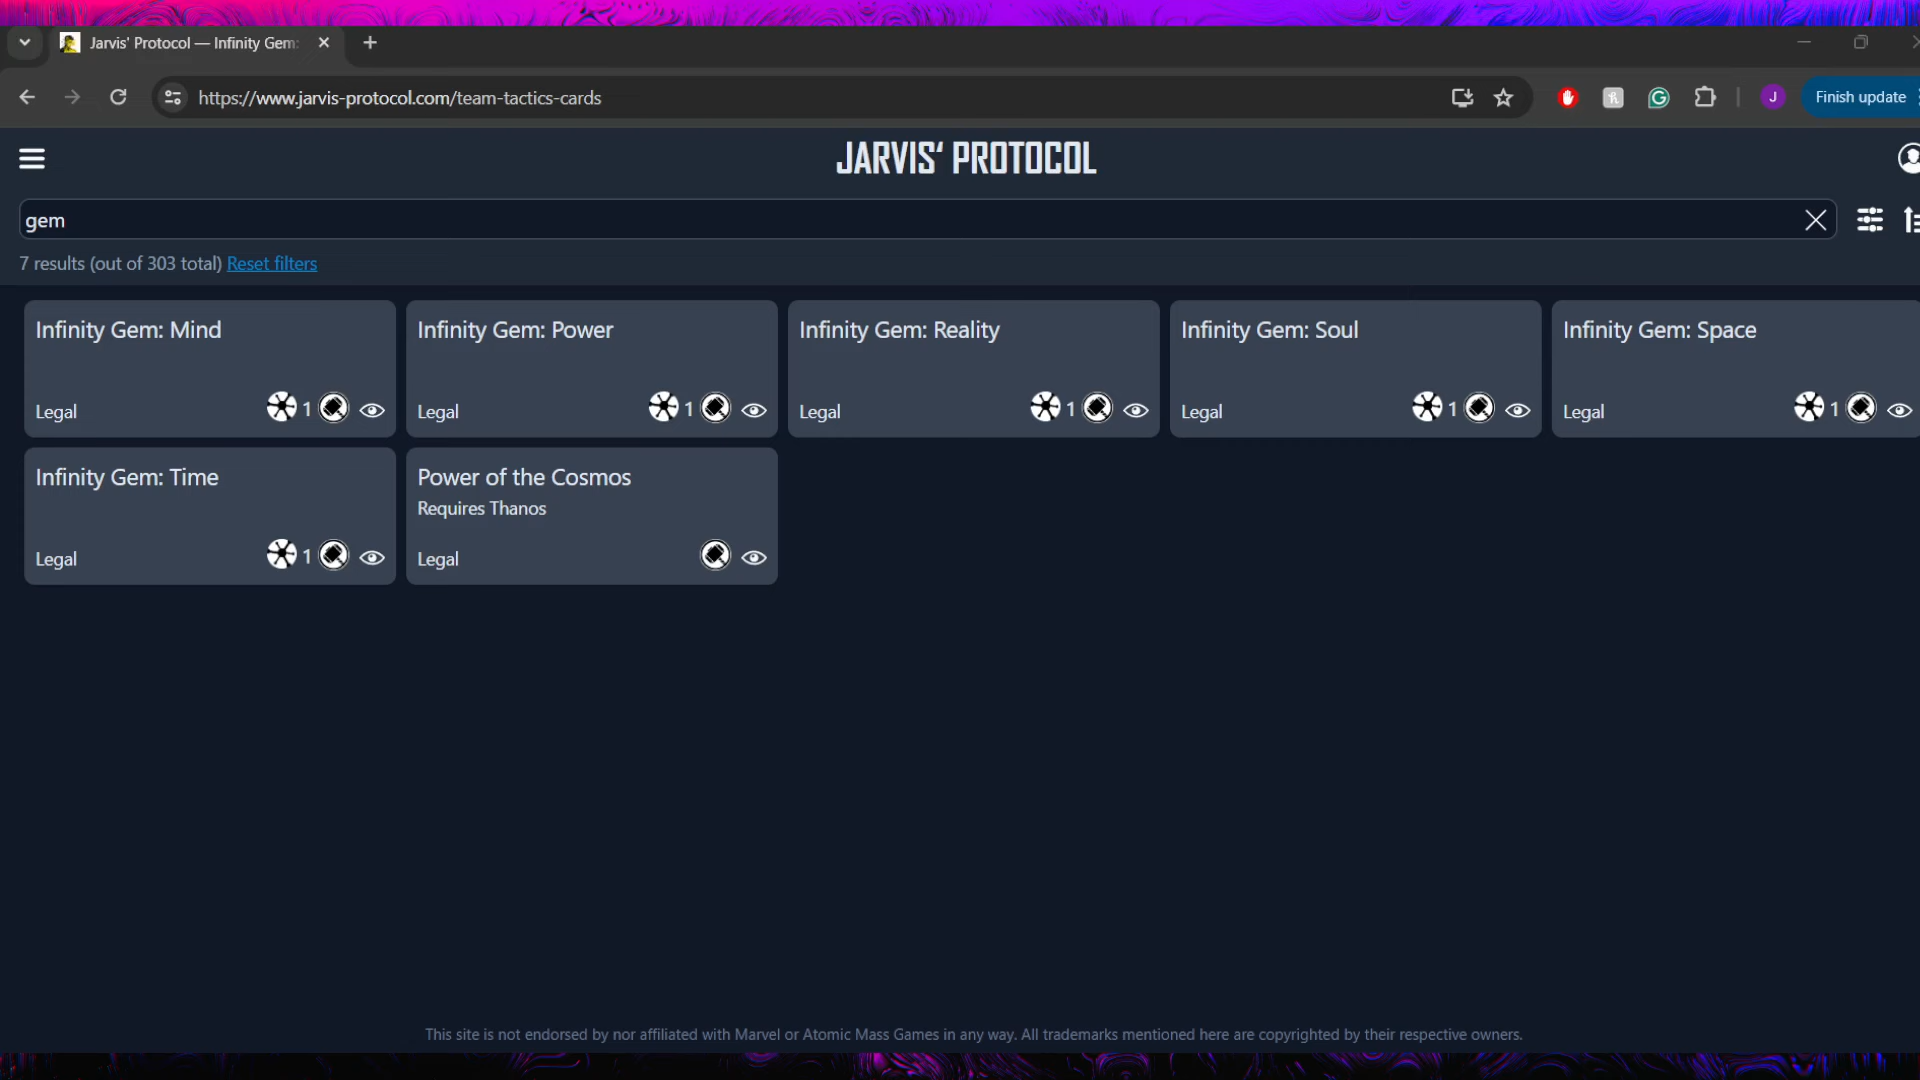 Jarvis' Protocol — Infinity Gem:
https://www.jarvis-protocol.com/team-tactics-cards
J
Finish update
JARVIS' PROTOCOL
gem
7 results (out of 303 total) Reset filters
Infinity Gem: Mind
Legal
1
Infinity Gem: Power
Legal
1
Infinity Gem: Reality
Legal
1
Infinity Gem: Soul
Legal
1
Infinity Gem: Space
Legal
1
Infinity Gem: Time
Legal
1
Power of the Cosmos
Requires Thanos
Legal
This site is not endorsed by nor affiliated with Marvel or Atomic Mass Games in any way. All trademarks mentioned here are copyrighted by their respective owners.